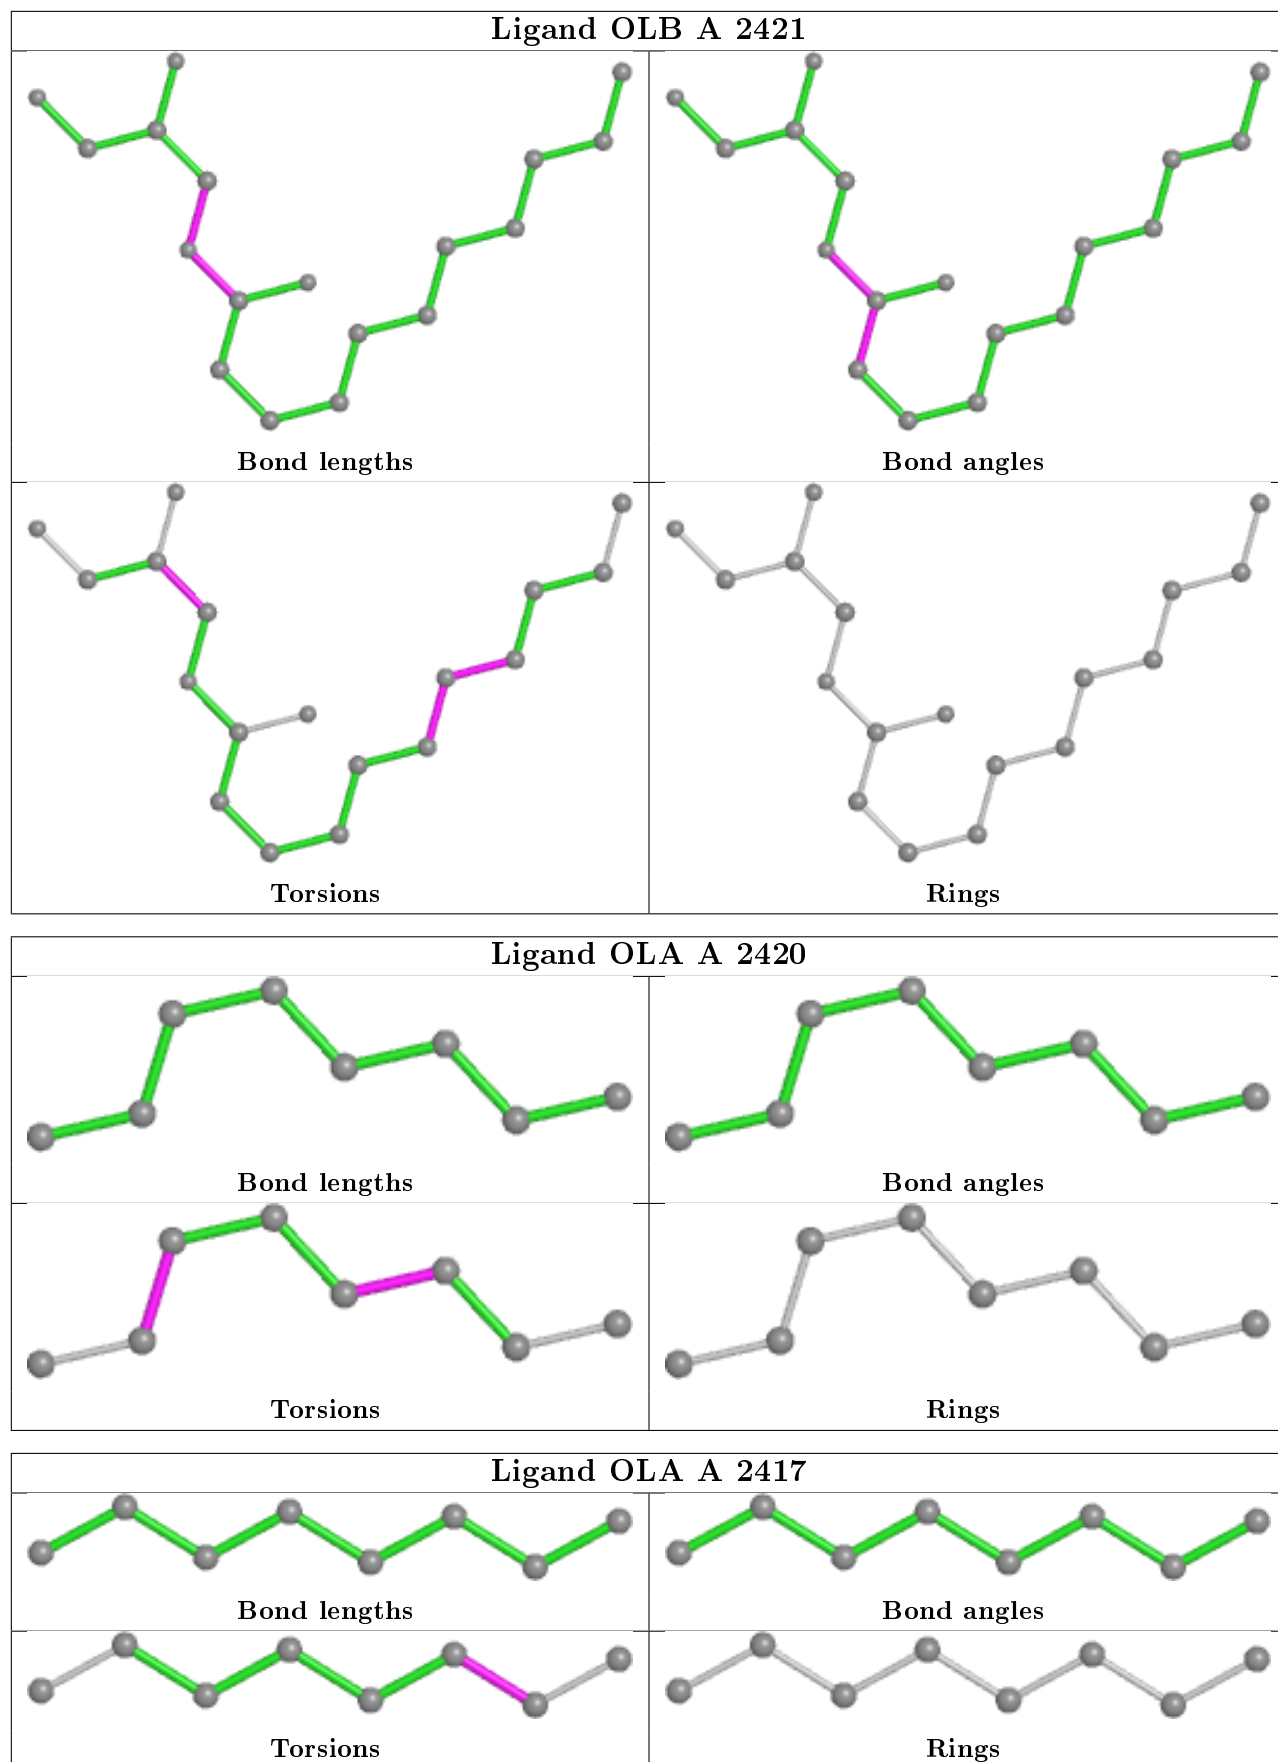 Ligand OLB A 2421
Bond lengths
Bond angles
Torsions
Rings
Ligand OLA A 2420
Bond lengths
Bond angles
Torsions
Rings
Ligand OLA A 2417
Bond lengths
Bond angles
Torsions
Rings